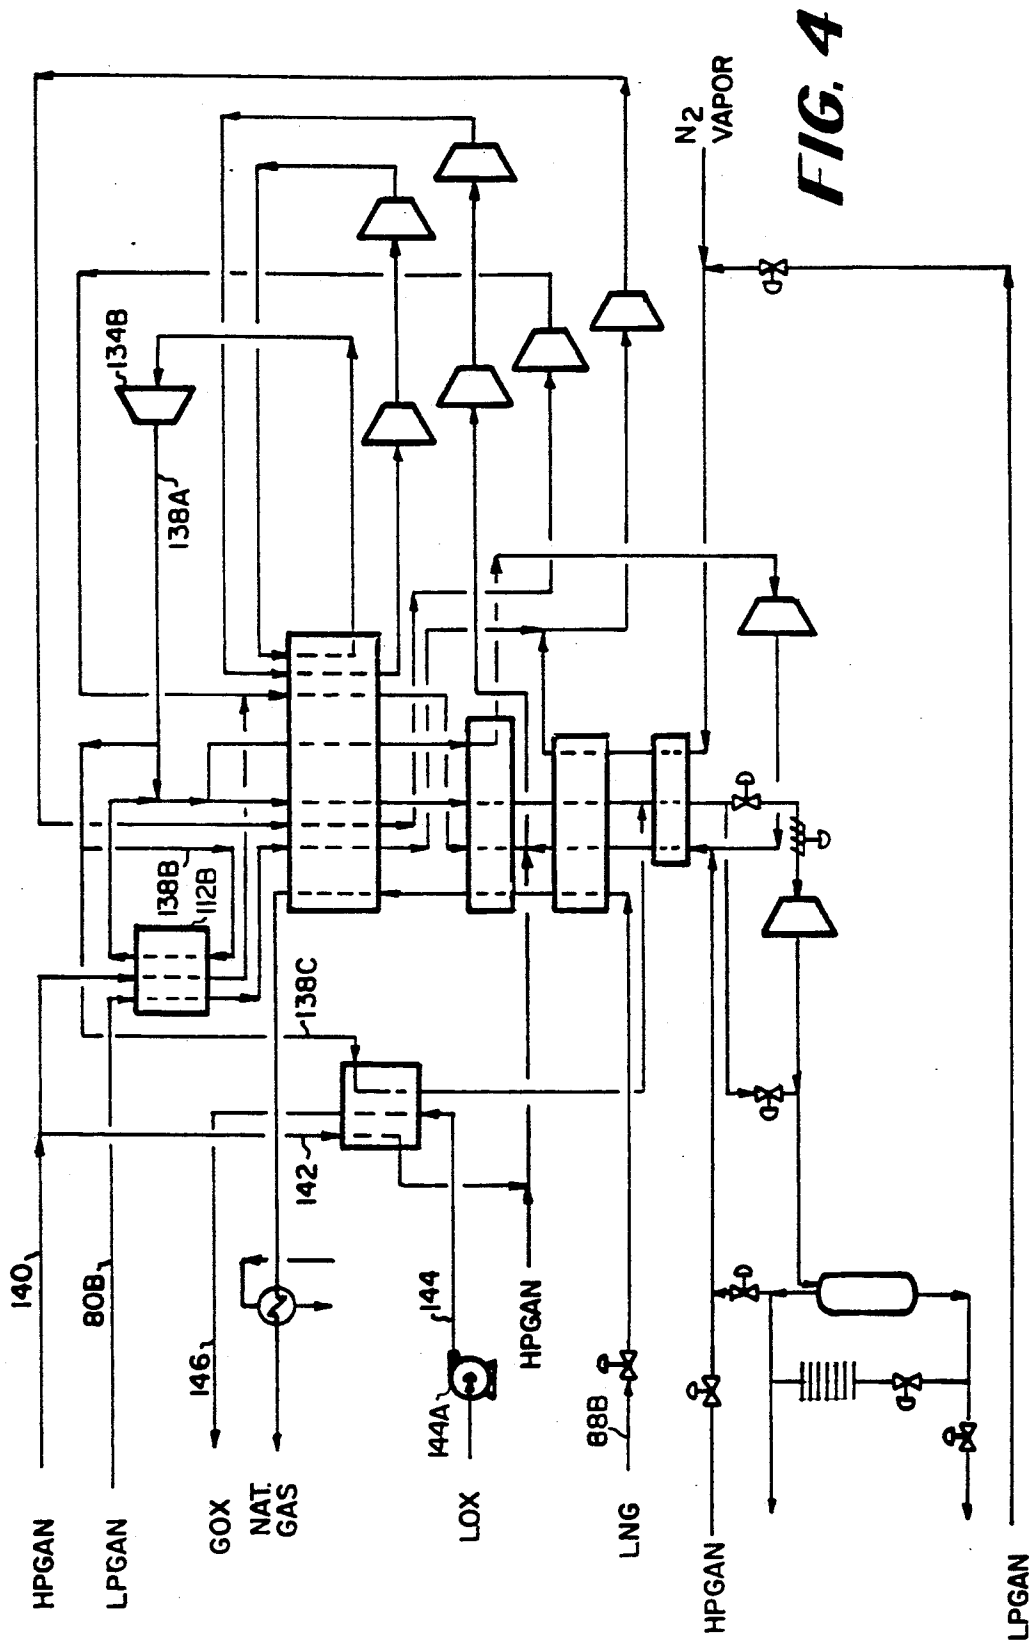 FIG. 4
HPGAN
140
LPGAN
80B
134B
138A
138B
112B
138C
142
GOX
146
NAT.
GAS
LOX
144A
144
HPGAN
LNG
88B
HPGAN
N2
VAPOR
LPGAN